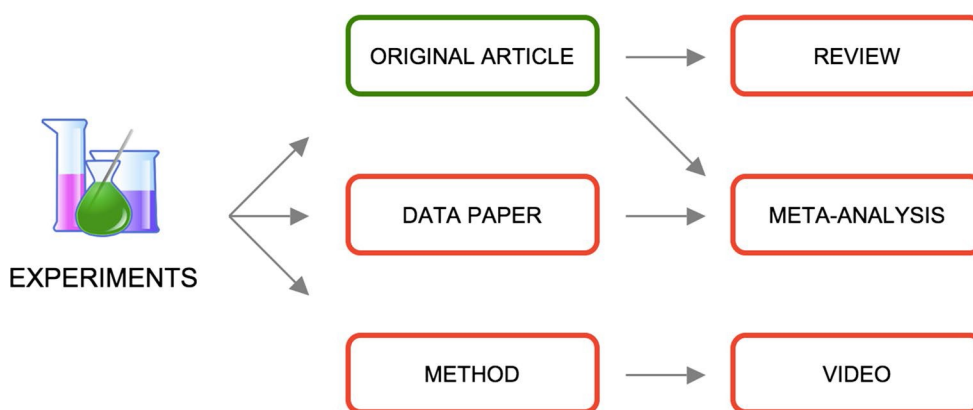 ORIGINAL ARTICLE
REVIEW
DATA PAPER
META-ANALYSIS
EXPERIMENTS
METHOD
VIDEO